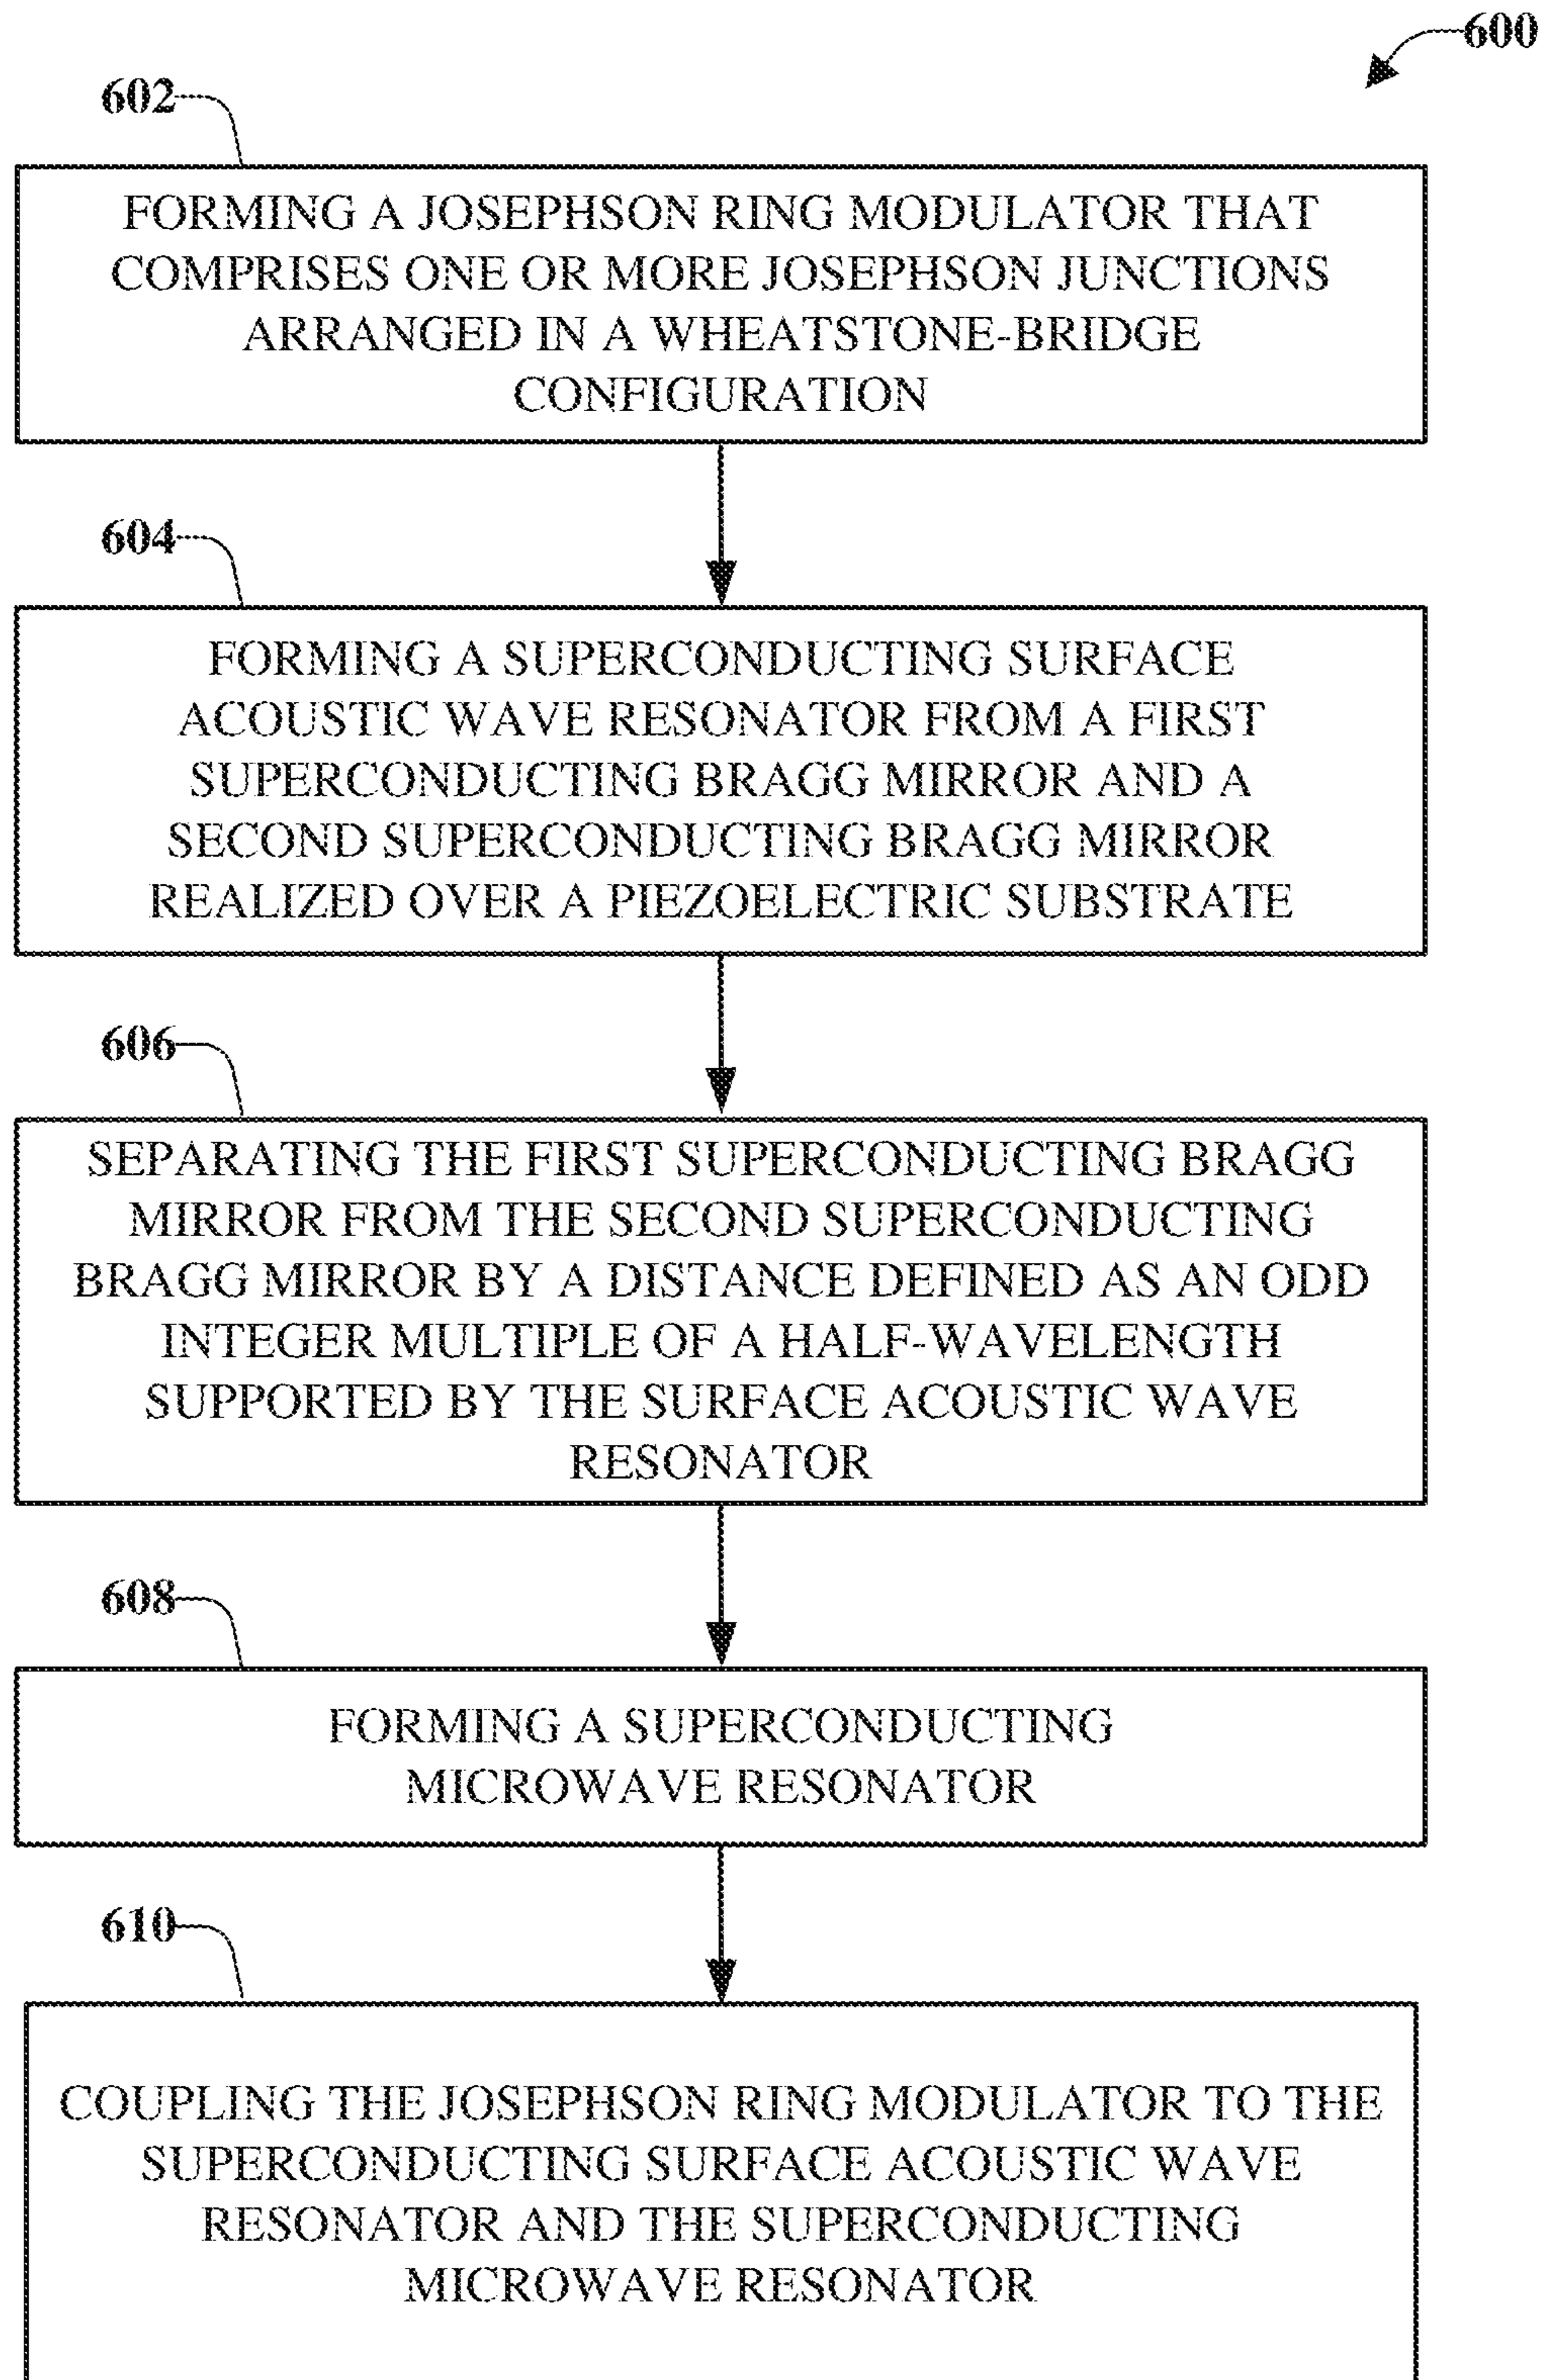 600
602
FORMING A JOSEPHSON RING MODULATOR THAT
COMPRISES ONE OR MORE JOSEPHSON JUNCTIONS
ARRANGED IN A WHEATSTONE-BRIDGE
CONFIGURATION
604
FORMING A SUPERCONDUCTING SURFACE
ACOUSTIC WAVE RESONATOR FROM A FIRST
SUPERCONDUCTING BRAGG MIRROR AND A
SECOND SUPERCONDUCTING BRAGG MIRROR
REALIZED OVER A PIEZOELECTRIC SUBSTRATE
606
SEPARATING THE FIRST SUPERCONDUCTING BRAGG
MIRROR FROM THE SECOND SUPERCONDUCTING
BRAGG MIRROR BY A DISTANCE DEFINED AS AN ODD
INTEGER MULTIPLE OF A HALF-WAVELENGTH
SUPPORTED BY THE SURFACE ACOUSTIC WAVE
RESONATOR
608
FORMING A SUPERCONDUCTING
MICROWAVE RESONATOR
610
COUPLING THE JOSEPHSON RING MODULATOR TO THE
SUPERCONDUCTING SURFACE ACOUSTIC WAVE
RESONATOR AND THE SUPERCONDUCTING
MICROWAVE RESONATOR